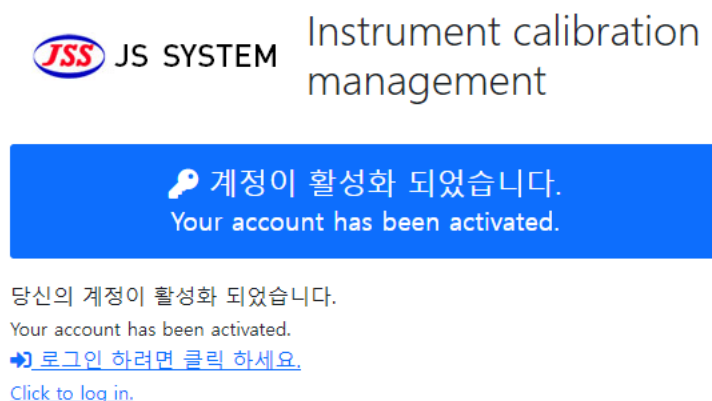 JSS JS SYSTEM
Instrument calibration
management
계정이 활성화 되었습니다.
Your account has been activated.
당신의 계정이 활성화 되었습니다.
Your account has been activated.
로그인 하려면 클릭 하세요.
Click to log in.